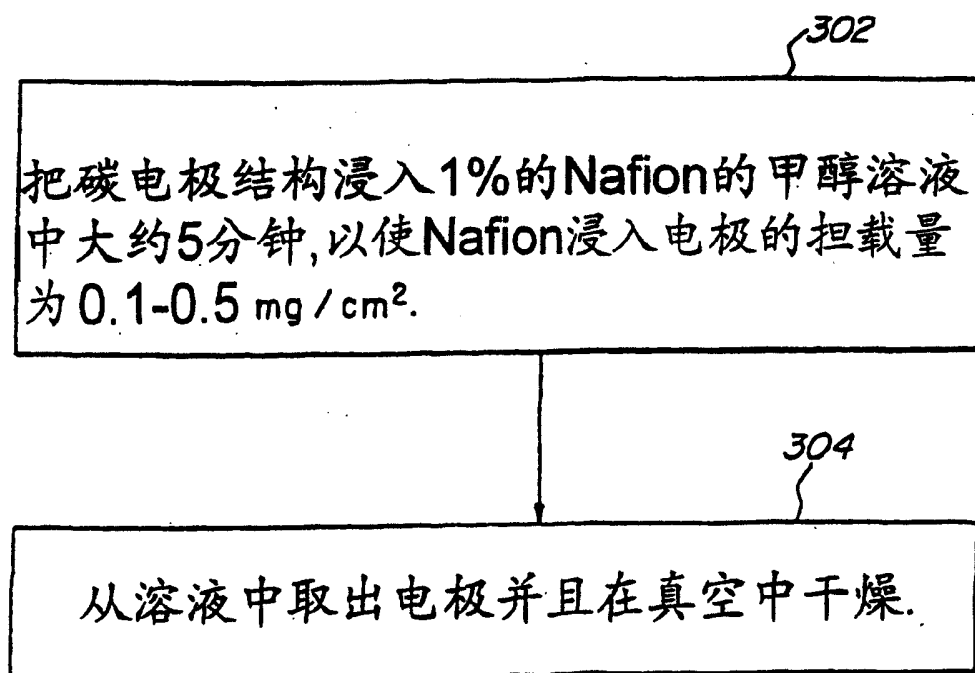 302
把碳电极结构浸入1%的Nafion的甲醇溶液
中大约5分钟,以使Nafion浸入电极的担载量
为0.1-0.5 mg/cm².
304
从溶液中取出电极并且在真空中干燥.